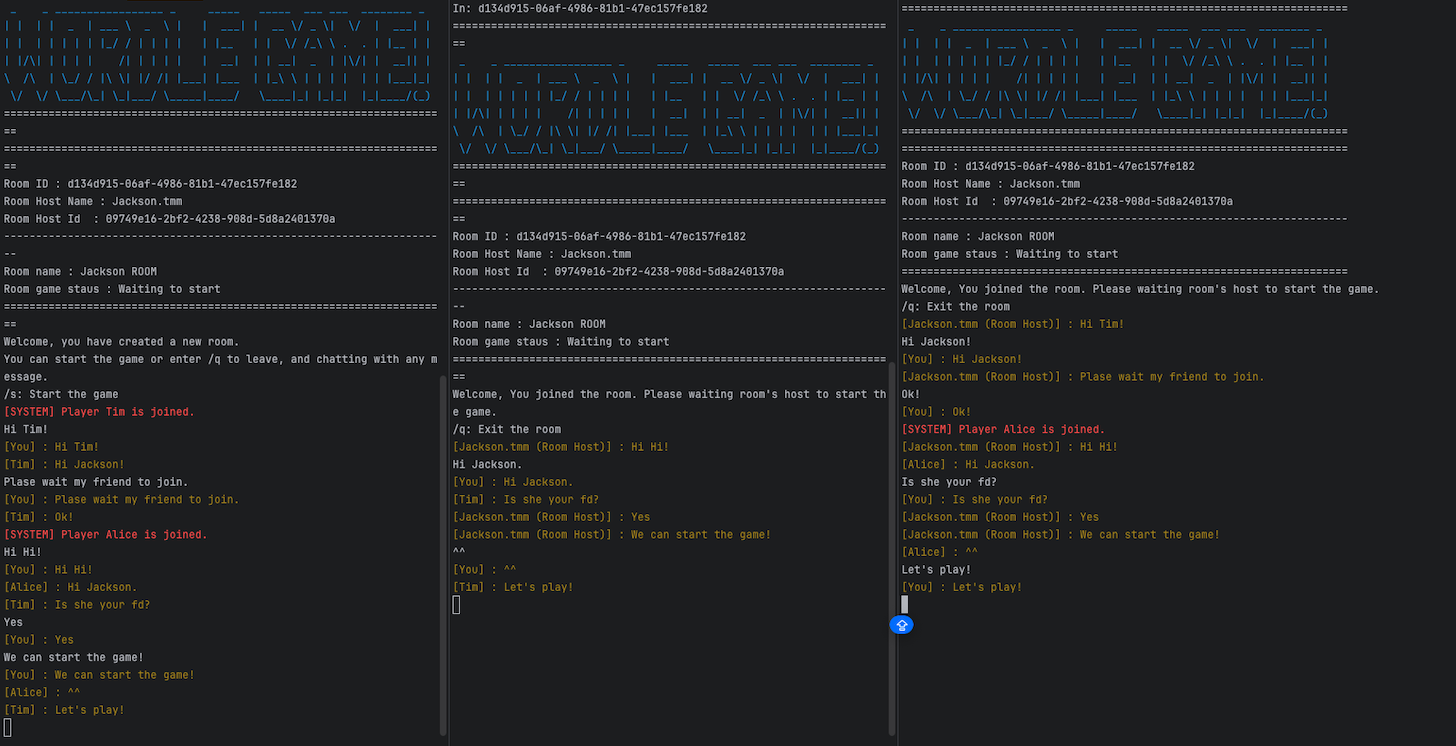 ==
Room ID : d134d915-06af-4986-81b1-47ec157fe182
Room Host Name : Jackson.tmm
Room Host Id  : 09749e16-2bf2-4238-908d-5d8a2401370a
--
Room name : Jackson ROOM
Room game staus : Waiting to start
==
Welcome, you have created a new room.
You can start the game or enter /q to leave, and chatting with any m
essage.
/s: Start the game
[SYSTEM] Player Tim is joined.
Hi Tim!
[You] : Hi Tim!
[Tim] : Hi Jackson!
Plase wait my friend to join.
[You] : Plase wait my friend to join.
[Tim] : Ok!
[SYSTEM] Player Alice is joined.
Hi Hi!
[You] : Hi Hi!
[Alice] : Hi Jackson.
[Tim] : Is she your fd?
Yes
[You] : Yes
We can start the game!
[You] : We can start the game!
[Alice] : ^^
[Tim] : Let's play!
In: d134d915-06af-4986-81b1-47ec157fe182
==
Room ID : d134d915-06af-4986-81b1-47ec157fe182
Room Host Name : Jackson.tmm
Room Host Id  : 09749e16-2bf2-4238-908d-5d8a2401370a
--
Room name : Jackson ROOM
Room game staus : Waiting to start
==
Welcome, You joined the room. Please waiting room's host to start th
e game.
/q: Exit the room
[Jackson.tmm (Room Host)] : Hi Hi!
Hi Jackson.
[You] : Hi Jackson.
[Tim] : Is she your fd?
[Jackson.tmm (Room Host)] : Yes
[Jackson.tmm (Room Host)] : We can start the game!
^^
[You] : ^^
[Tim] : Let's play!
Room ID : d134d915-06af-4986-81b1-47ec157fe182
Room Host Name : Jackson.tmm
Room Host Id  : 09749e16-2bf2-4238-908d-5d8a2401370a
Room name : Jackson ROOM
Room game staus : Waiting to start
Welcome, You joined the room. Please waiting room's host to start the game.
/q: Exit the room
[Jackson.tmm (Room Host)] : Hi Tim!
Hi Jackson!
[You] : Hi Jackson!
[Jackson.tmm (Room Host)] : Plase wait my friend to join.
Ok!
[You] : Ok!
[SYSTEM] Player Alice is joined.
[Jackson.tmm (Room Host)] : Hi Hi!
[Alice] : Hi Jackson.
Is she your fd?
[You] : Is she your fd?
[Jackson.tmm (Room Host)] : Yes
[Jackson.tmm (Room Host)] : We can start the game!
[Alice] : ^^
Let's play!
[You] : Let's play!